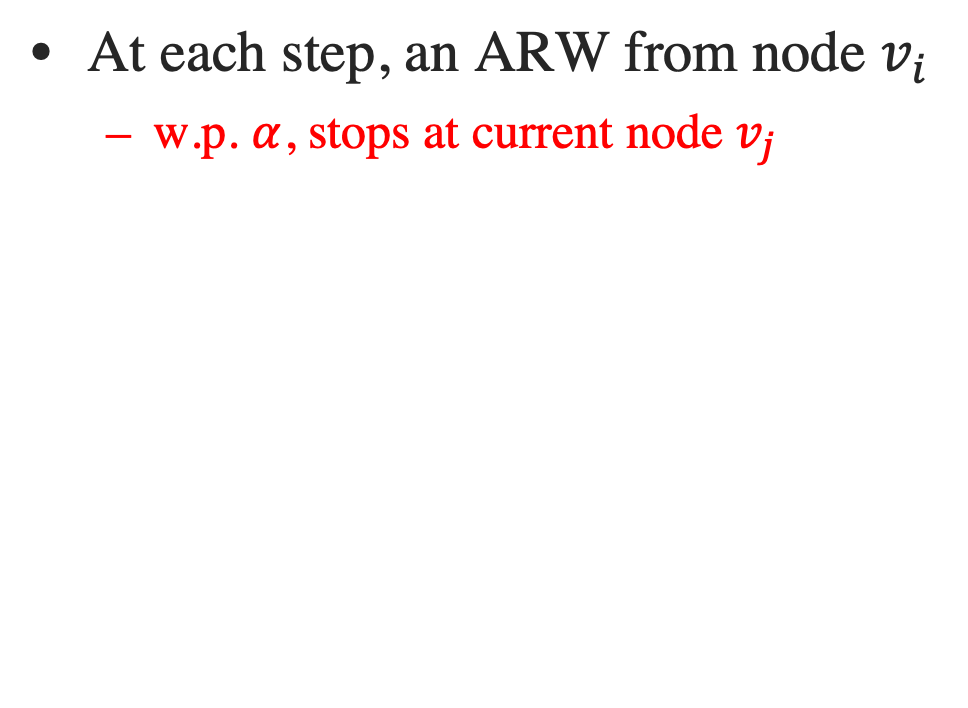 • At each step, an ARW from node 𝑣ᵢ
– w.p. 𝛼, stops at current node 𝑣ⱼ